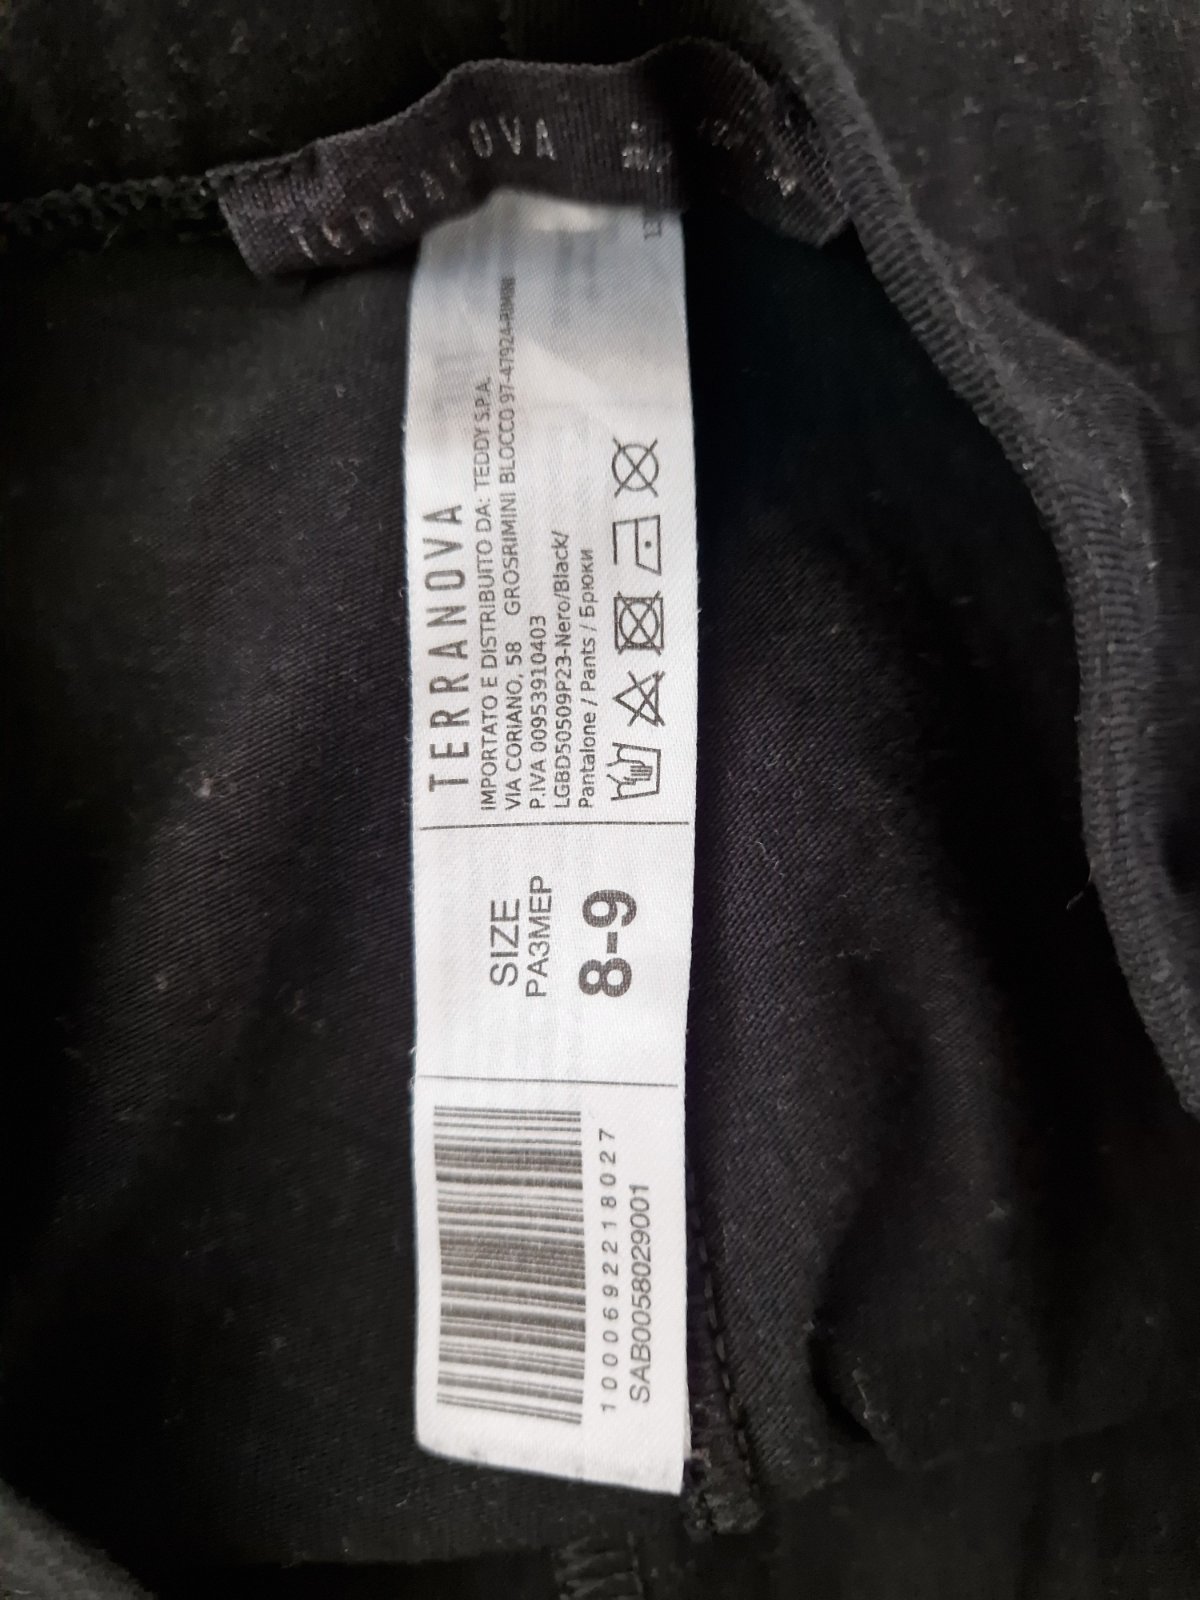 TERRANOVA
TERRANOVA
IMPORTATO E DISTRIBUITO DA: TEDDY S.P.A.
VIA CORIANO, 58 GROSRIMINI BLOCCO 97-47924-RIMINI
P.IVA 00953910403
LGBD50509P23-Nero/Black/
Pantalone / Pants / Брюки
SIZE
РАЗМЕР
8-9
1000692218027
SAB0058029001